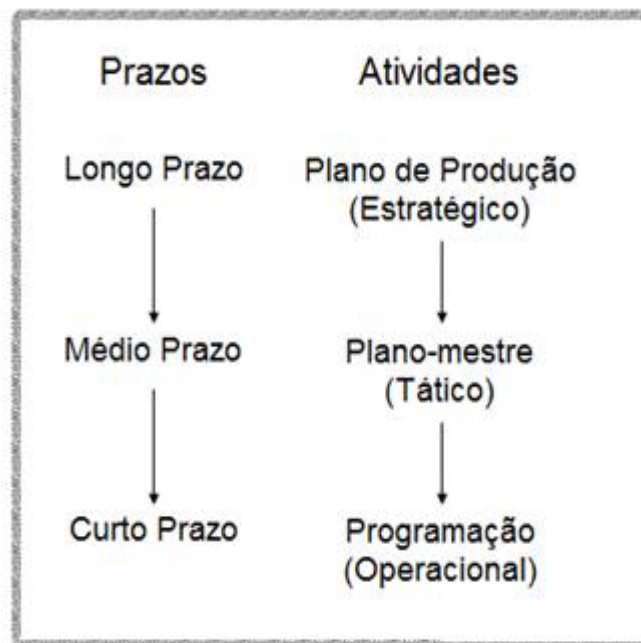 Prazos
Atividades
Longo Prazo
Plano de Produção
(Estratégico)
Médio Prazo
Plano-mestre
(Tático)
Curto Prazo
Programação
(Operacional)